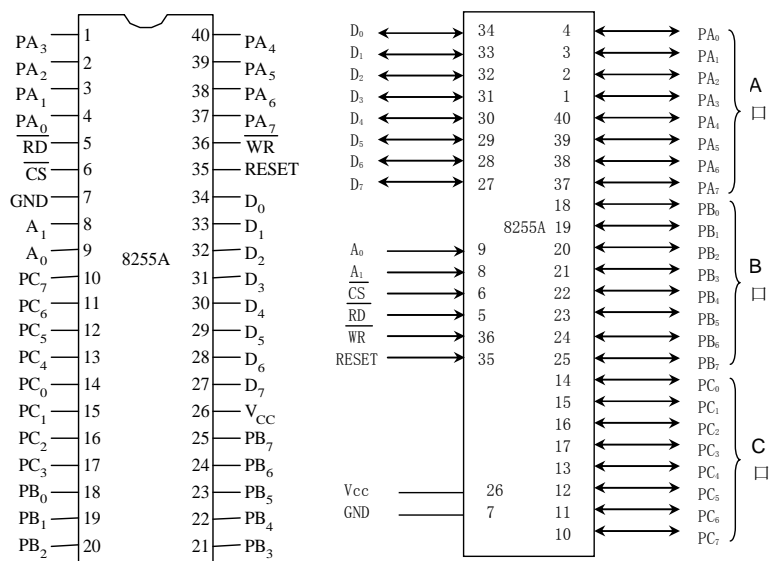 PA3 1 40 PA4
PA2 2 39 PA5
PA1 3 38 PA6
PA0 4 37 PA7
RD 5 36 WR
CS 6 35 RESET
GND 7 34 D0
A1 8 33 D1
A0 9 32 D2
8255A
PC7 10 31 D3
PC6 11 30 D4
PC5 12 29 D5
PC4 13 28 D6
PC0 14 27 D7
PC1 15 26 VCC
PC2 16 25 PB7
PC3 17 24 PB6
PB0 18 23 PB5
PB1 19 22 PB4
PB2 20 21 PB3
D0 34 4 PA0
D1 33 3 PA1
D2 32 2 PA2
D3 31 1 PA3
D4 30 40 PA4
D5 29 39 PA5
D6 28 38 PA6
D7 27 37 PA7
A
口
18 PB0
8255A 19 PB1
A0 9 20 PB2
A1 8 21 PB3
CS 6 22 PB4
RD 5 23 PB5
WR 36 24 PB6
RESET 35 25 PB7
B
口
14 PC0
15 PC1
16 PC2
17 PC3
13 PC4
Vcc 26 12 PC5
GND 7 11 PC6
10 PC7
C
口